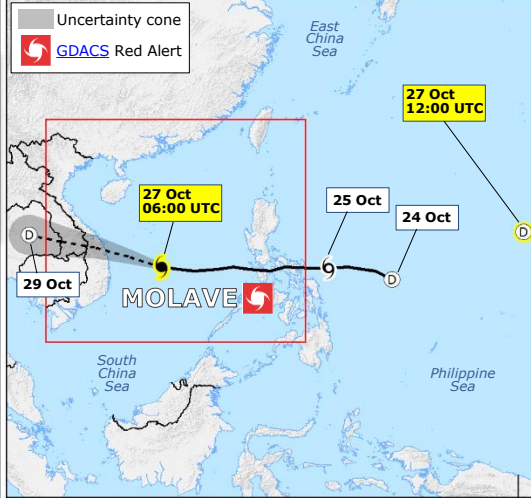 Uncertainty cone
GDACS Red Alert
East
China
Sea
27 Oct
12:00 UTC
27 Oct
06:00 UTC
25 Oct
24 Oct
D
D
D
29 Oct
MOLAVE
South
China
Sea
Philippine
Sea